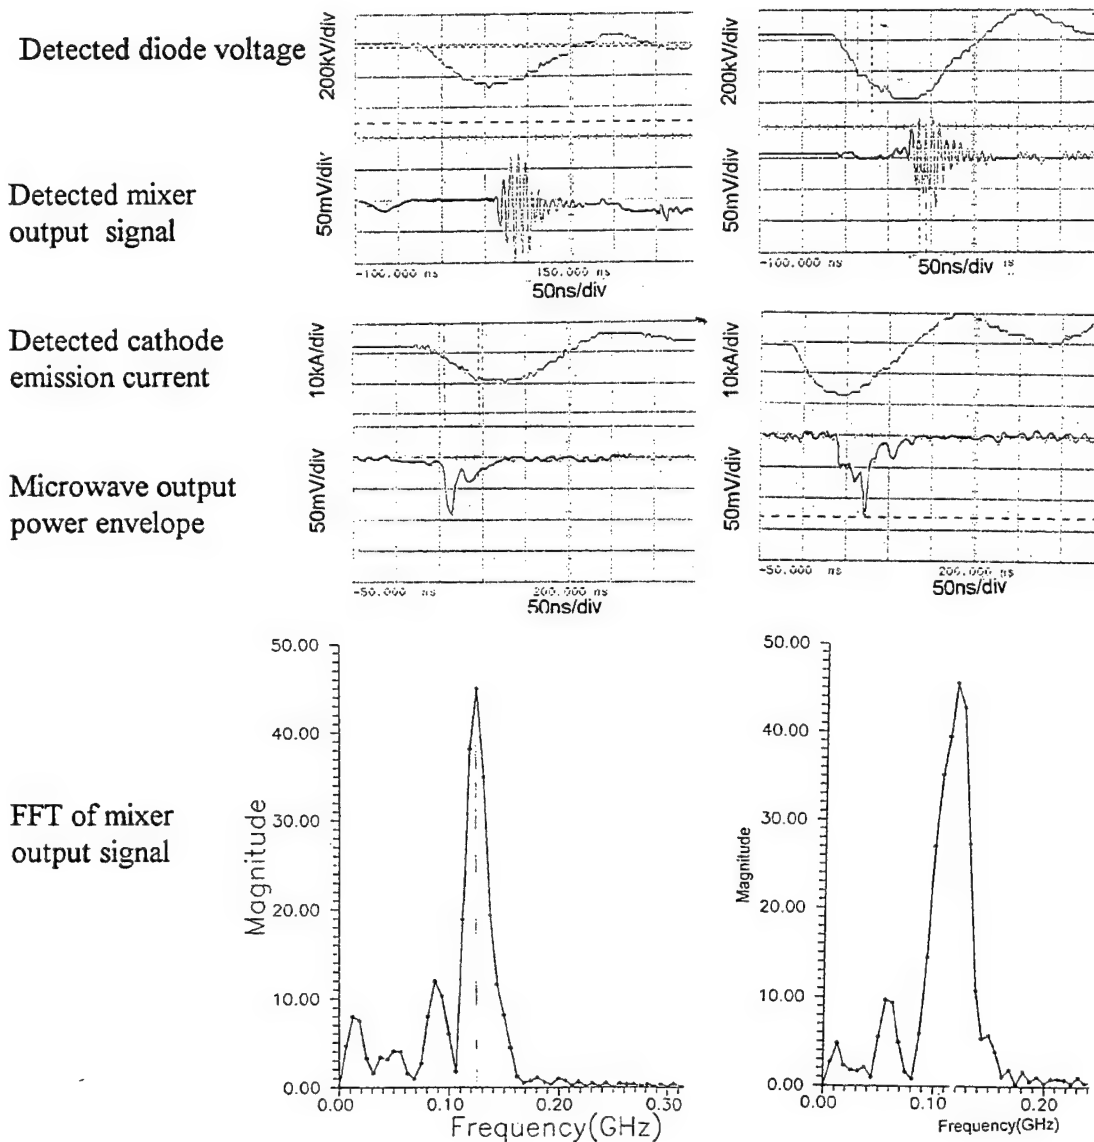 Detected diode voltage
200kV/div
200kV/div
Detected mixer
output signal
50mV/div
50mV/div
-100.000 ns
150.000 ns
50ns/div
-100.000 ns
50ns/div
Detected cathode
emission current
10kA/div
10kA/div
Microwave output
power envelope
50mV/div
50mV/div
-50.000 ns
200.000 ns
50ns/div
-50.000 ns
200.000 ns
50ns/div
FFT of mixer
output signal
50.00
40.00
30.00
20.00
10.00
0.00
Magnitude
0.00
0.10
0.20
0.30
Frequency(GHz)
50.00
40.00
30.00
20.00
10.00
0.00
Magnitude
0.00
0.10
0.20
Frequency(GHz)